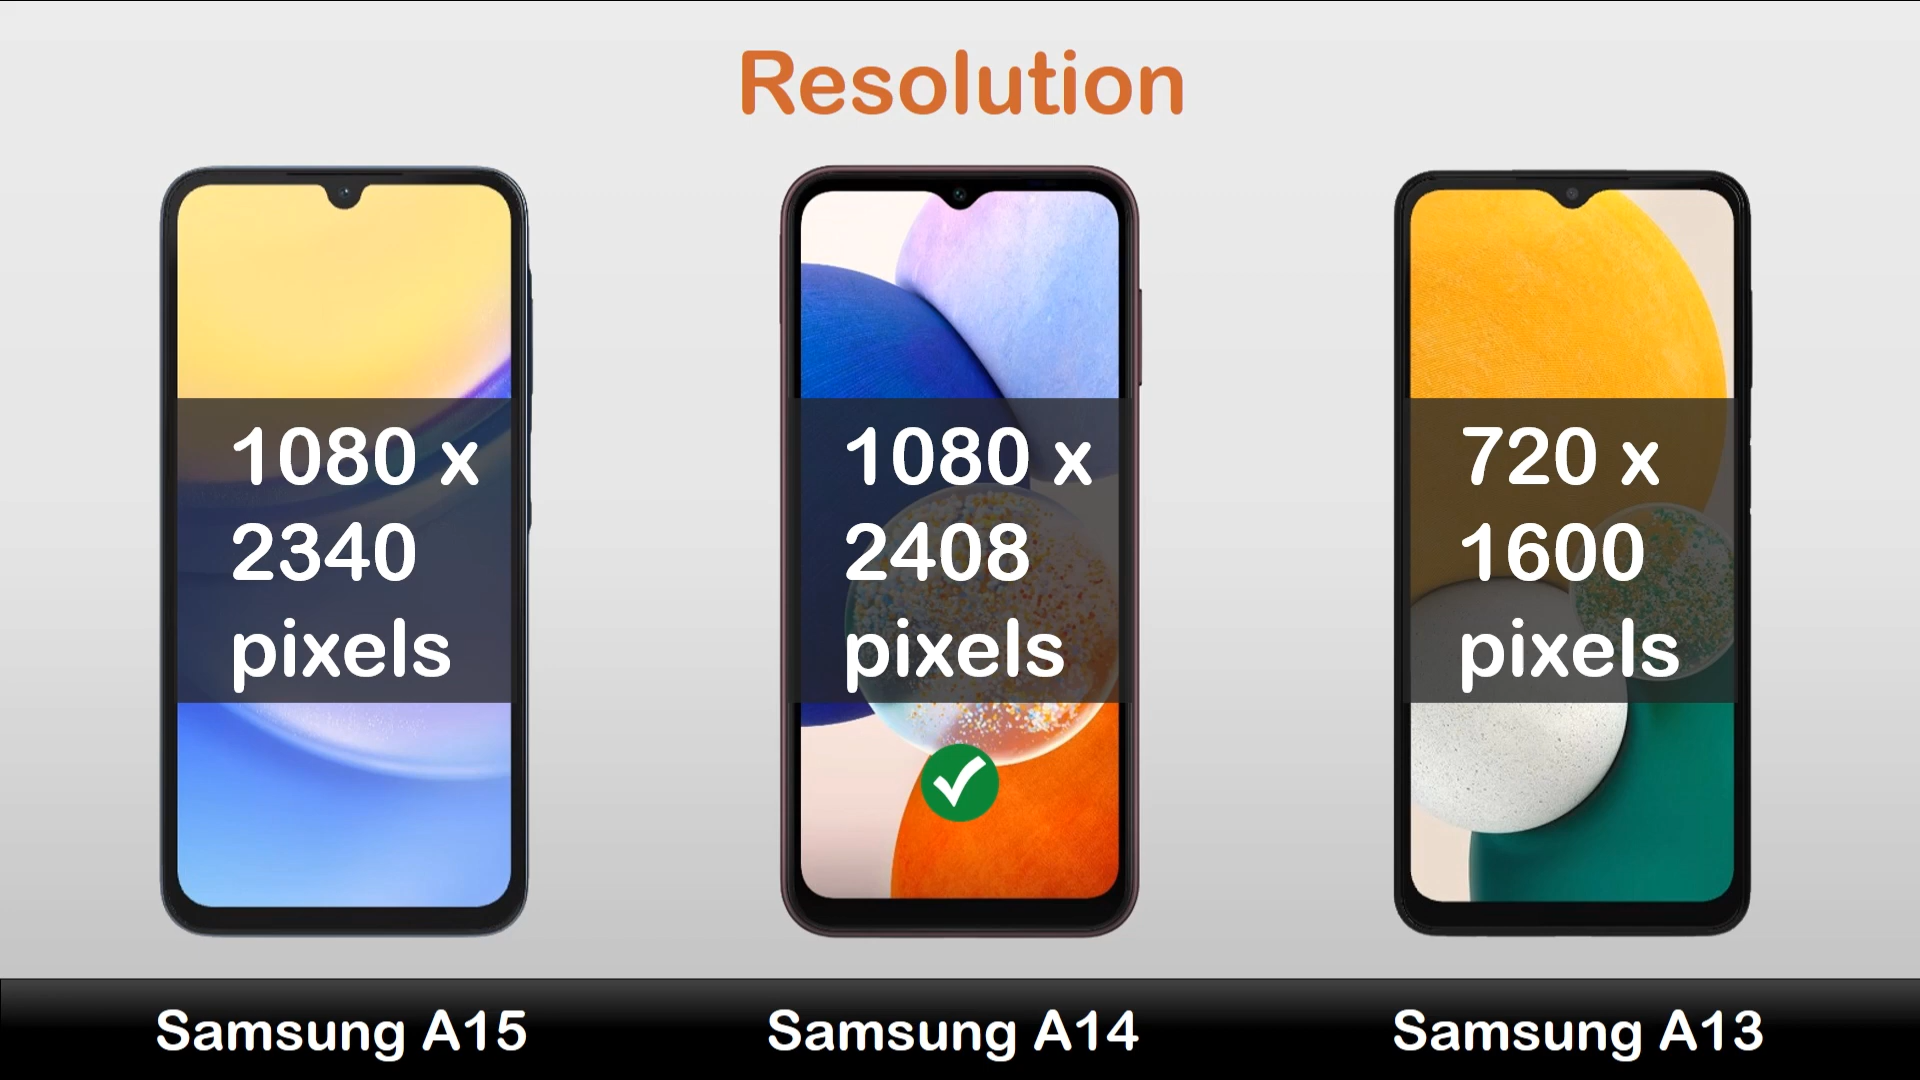 Resolution
1080 x
2340
pixels
1080 x
2408
pixels
720 x
1600
pixels
Samsung A15
Samsung A14
Samsung A13